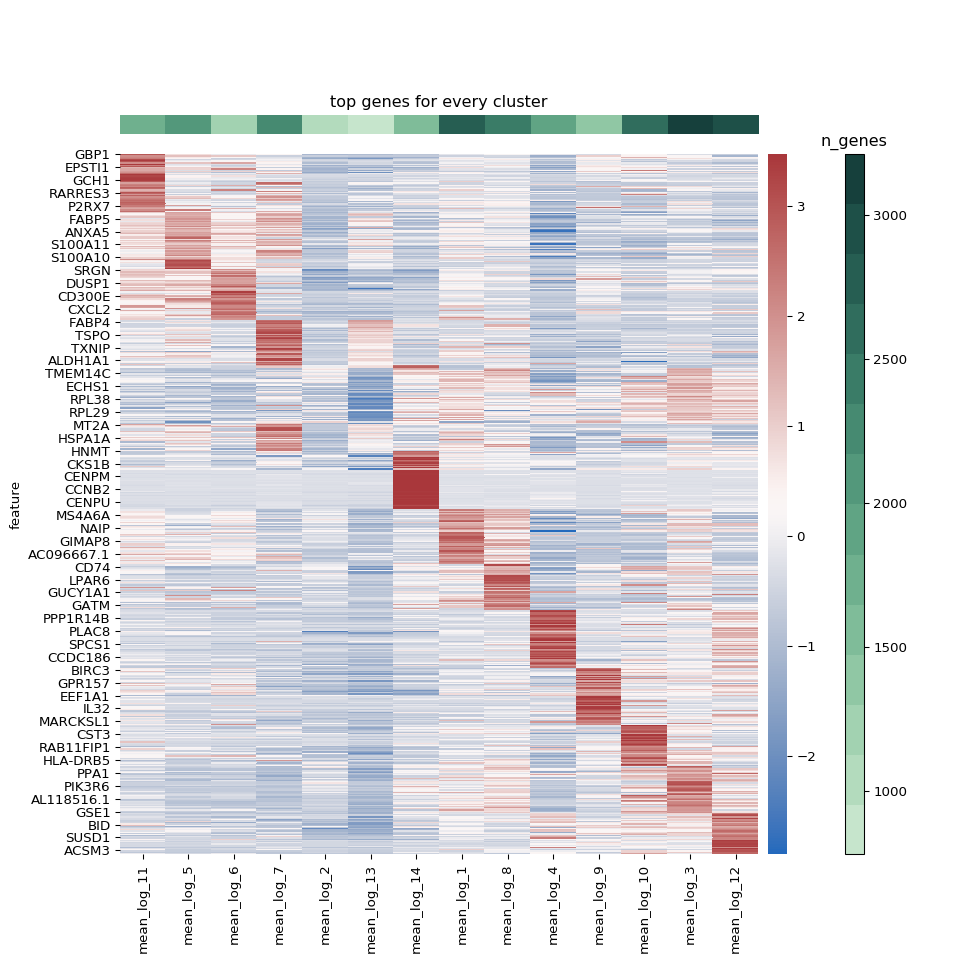 top genes for every cluster
n_genes
feature
GBP1
EPSTI1
GCH1
RARRES3
P2RX7
FABP5
ANXA5
S100A11
S100A10
SRGN
DUSP1
CD300E
CXCL2
FABP4
TSPO
TXNIP
ALDH1A1
TMEM14C
ECHS1
RPL38
RPL29
MT2A
HSPA1A
HNMT
CKS1B
CENPM
CCNB2
CENPU
MS4A6A
NAIP
GIMAP8
AC096667.1
CD74
LPAR6
GUCY1A1
GATM
PPP1R14B
PLAC8
SPCS1
CCDC186
BIRC3
GPR157
EEF1A1
IL32
MARCKSL1
CST3
RAB11FIP1
HLA-DRB5
PPA1
PIK3R6
AL118516.1
GSE1
BID
SUSD1
ACSM3
3
2
1
0
−1
−2
3000
2500
2000
1500
1000
mean_log_11
mean_log_5
mean_log_6
mean_log_7
mean_log_2
mean_log_13
mean_log_14
mean_log_1
mean_log_8
mean_log_4
mean_log_9
mean_log_10
mean_log_3
mean_log_12